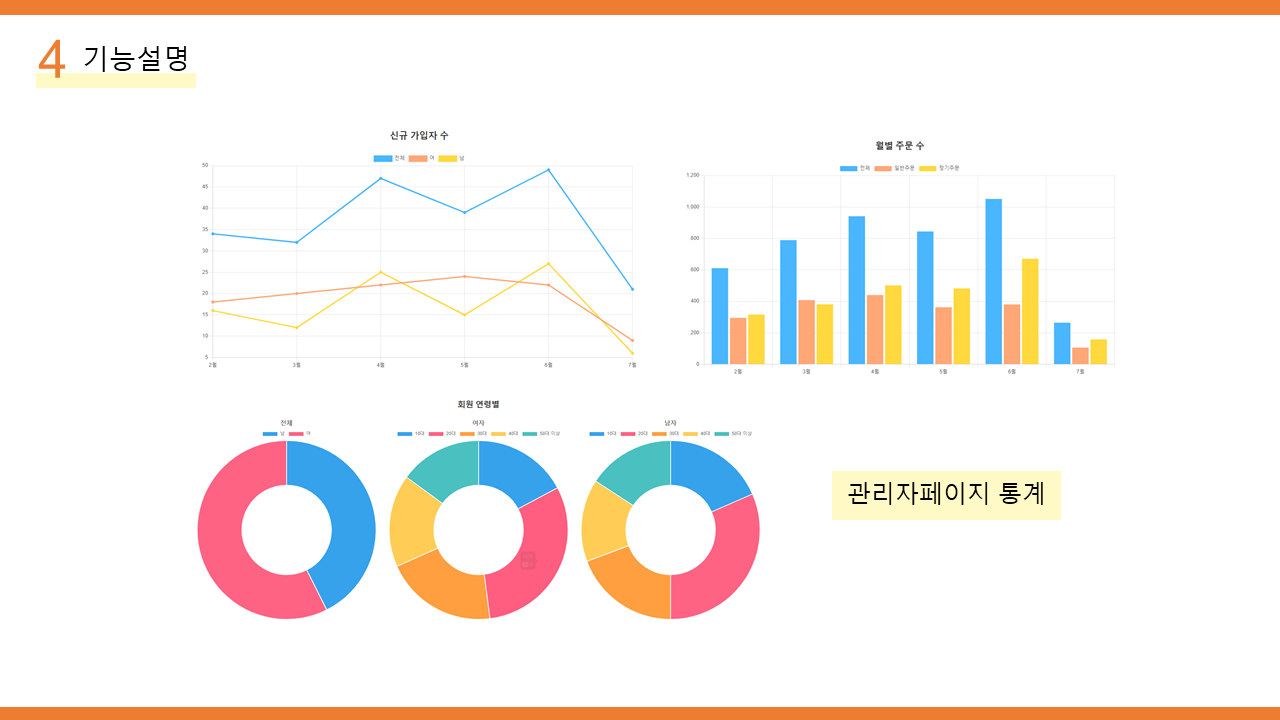 4 기능설명
신규 가입자 수
전체 여 남
50
45
40
35
30
25
20
15
10
5
2월 3월 4월 5월 6월 7월
월별 주문 수
전체 일반주문 정기주문
1,200
1,000
800
600
400
200
0
2월 3월 4월 5월 6월 7월
회원 연령별
전체
남 여
여자
10대 20대 30대 40대 50대 이상
남자
10대 20대 30대 40대 50대 이상
관리자페이지 통계